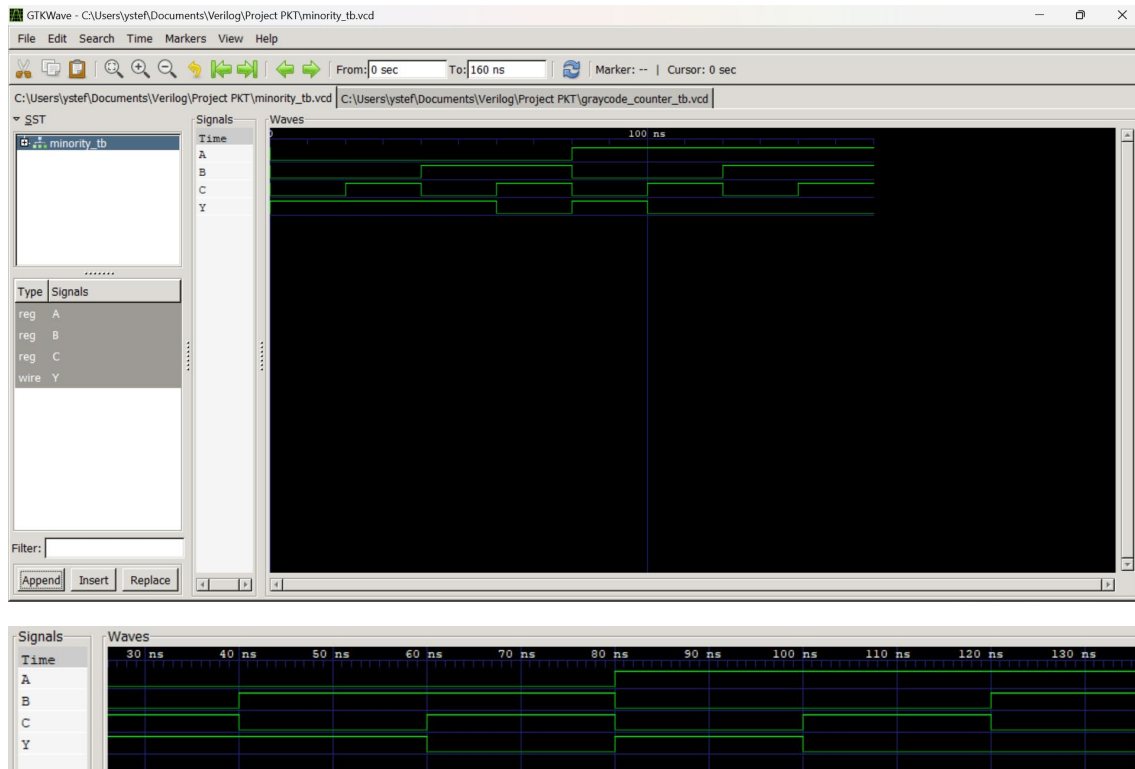 GTKWave - C:\Users\ystef\Documents\Verilog\Project PKT\minority_tb.vcd
File Edit Search Time Markers View Help
From: 0 sec To: 160 ns Marker: -- | Cursor: 0 sec
C:\Users\ystef\Documents\Verilog\Project PKT\minority_tb.vcd C:\Users\ystef\Documents\Verilog\Project PKT\graycode_counter_tb.vcd
SST Signals Waves
minority_tb Time 0 100 ns
A
B
C
Y
Type Signals
reg A
reg B
reg C
wire Y
Filter:
Append Insert Replace
Signals Waves
Time 30 ns 40 ns 50 ns 60 ns 70 ns 80 ns 90 ns 100 ns 110 ns 120 ns 130 ns
A
B
C
Y